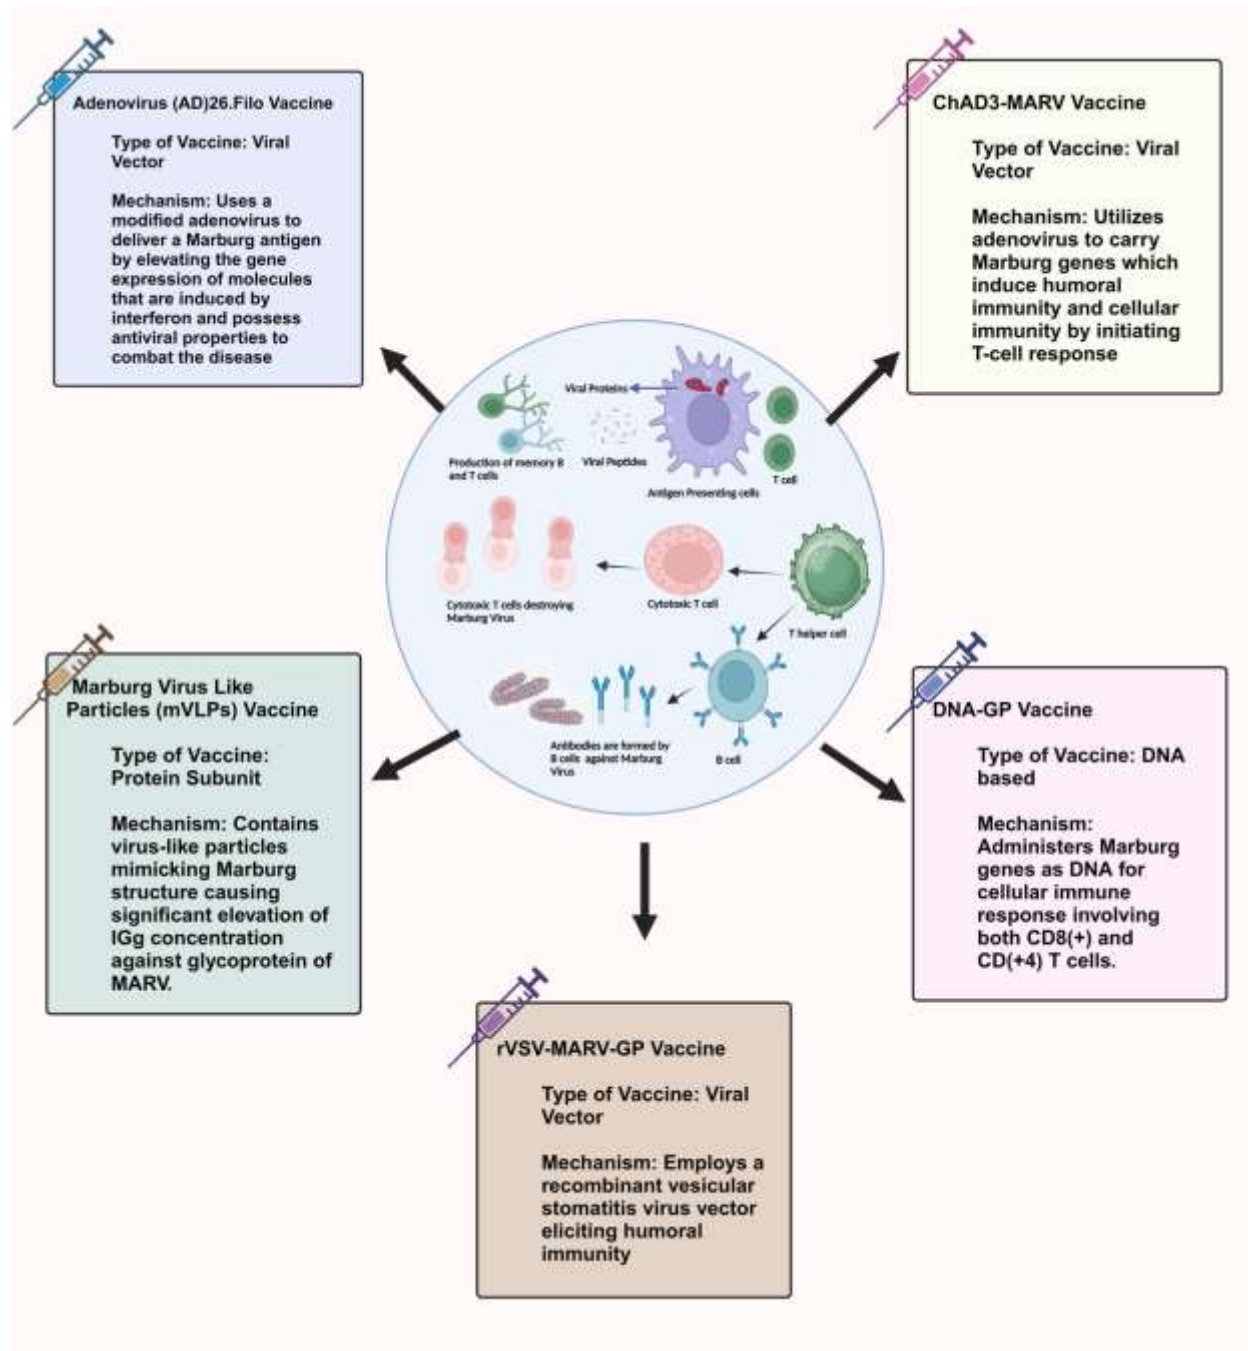 Adenovirus (AD)26.Filo Vaccine
Type of Vaccine: Viral
Vector
Mechanism: Uses a
modified adenovirus to
deliver a Marburg antigen
by elevating the gene
expression of molecules
that are induced by
interferon and possess
antiviral properties to
combat the disease
ChAD3-MARV Vaccine
Type of Vaccine: Viral
Vector
Mechanism: Utilizes
adenovirus to carry
Marburg genes which
induce humoral
immunity and cellular
immunity by initiating
T-cell response
Viral Proteins
Production of memory B
and T cells
Viral Peptides
Antigen Presenting cells
T cell
Cytotoxic T cells destroying
Marburg Virus
Cytotoxic T cell
T helper cell
Antibodies are formed by
B cells against Marburg
Virus
B cell
Marburg Virus Like
Particles (mVLPs) Vaccine
Type of Vaccine:
Protein Subunit
Mechanism: Contains
virus-like particles
mimicking Marburg
structure causing
significant elevation of
IGg concentration
against glycoprotein of
MARV.
DNA-GP Vaccine
Type of Vaccine: DNA
based
Mechanism:
Administers Marburg
genes as DNA for
cellular immune
response involving
both CD8(+) and
CD(+4) T cells.
rVSV-MARV-GP Vaccine
Type of Vaccine: Viral
Vector
Mechanism: Employs a
recombinant vesicular
stomatitis virus vector
eliciting humoral
immunity